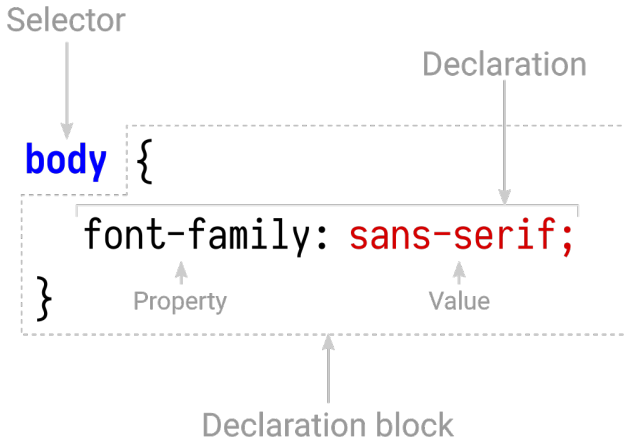 Selector
Declaration
body {
font-family: sans-serif;
}
Property
Value
Declaration block